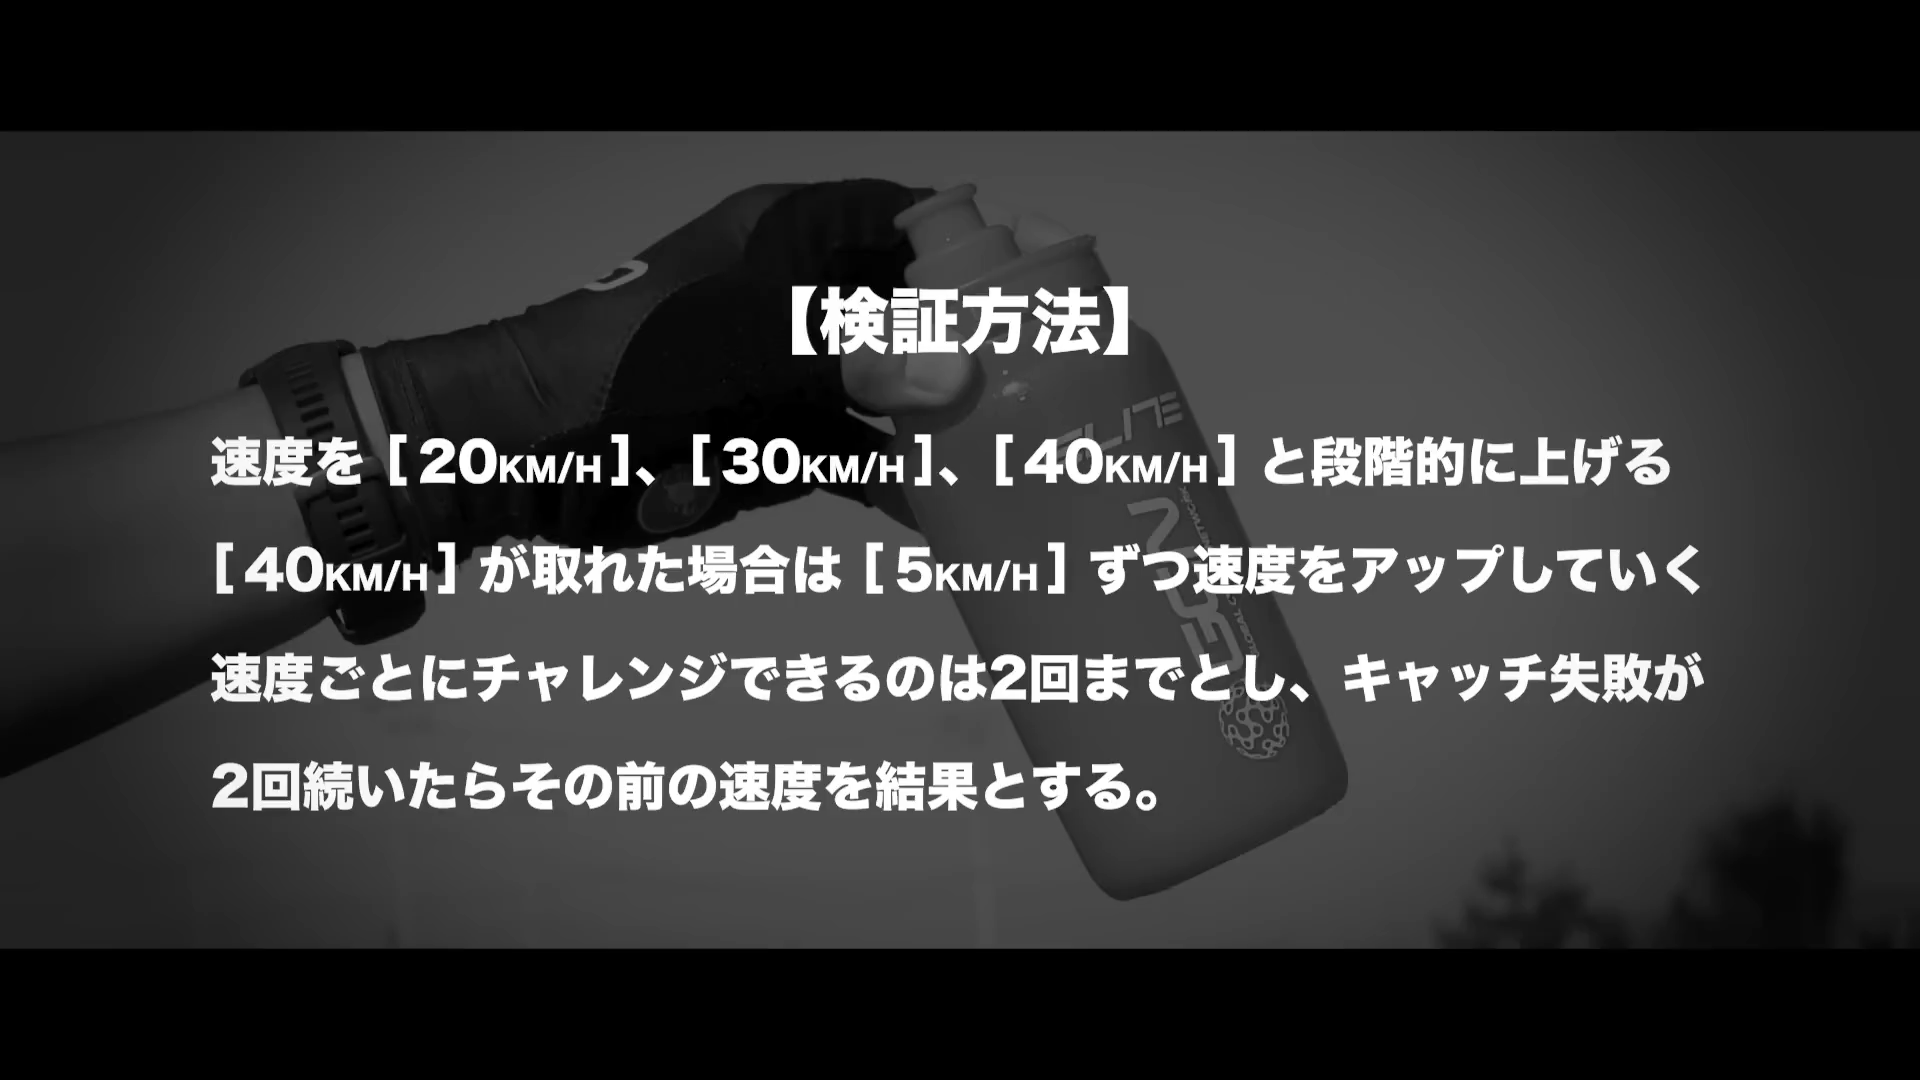 【検証方法】
速度を［20KM/H］、［30KM/H］、［40KM/H］と段階的に上げる
［40KM/H］が取れた場合は［5KM/H］ずつ速度をアップしていく
速度ごとにチャレンジできるのは2回までとし、キャッチ失敗が
2回続いたらその前の速度を結果とする。
ELITE
GCN